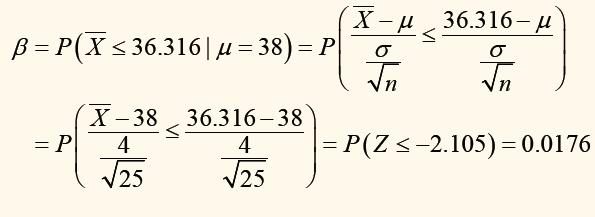 β = P(X̄ ≤ 36.316 | μ = 38) = P((X̄ − μ)/(σ/√n) ≤ (36.316 − μ)/(σ/√n))
= P((X̄ − 38)/(4/√25) ≤ (36.316 − 38)/(4/√25)) = P(Z ≤ −2.105) = 0.0176